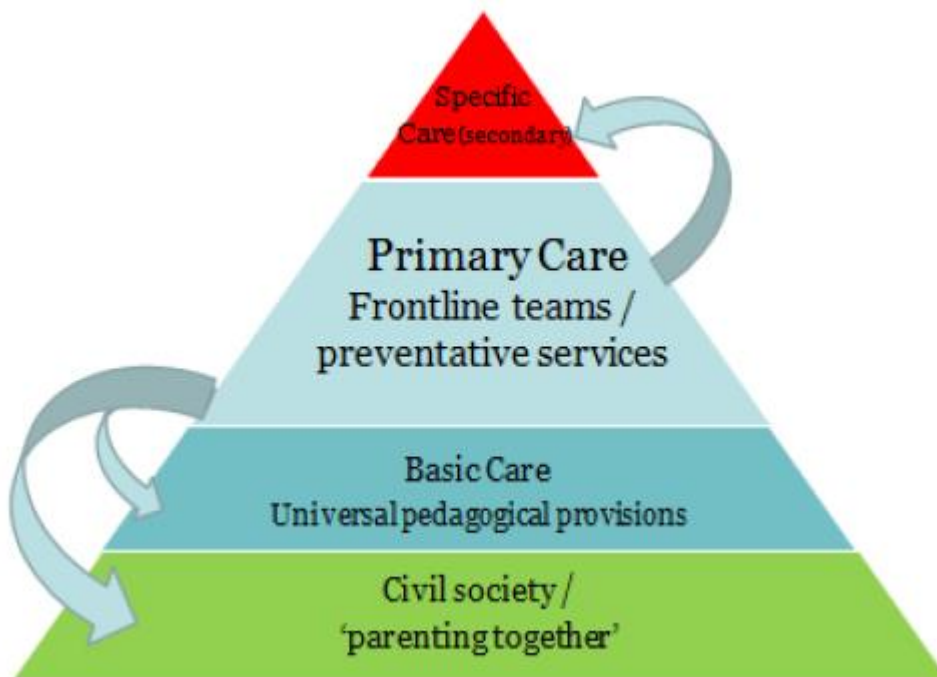 Specific
Care (secondary)
Primary Care
Frontline teams /
preventative services
Basic Care
Universal pedagogical provisions
Civil society /
‘parenting together’